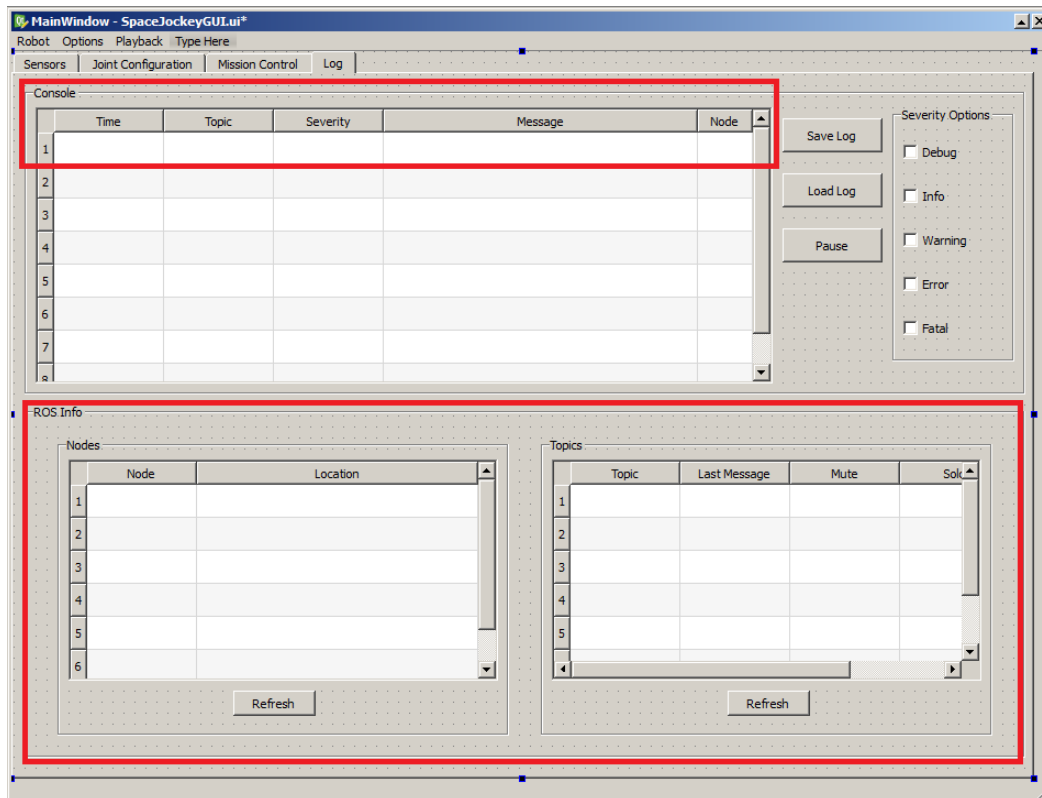 MainWindow - SpaceJockeyGUI.ui*
Robot Options Playback Type Here
Sensors Joint Configuration Mission Control Log
Console
Time Topic Severity Message Node
1
2
3
4
5
6
7
8
Save Log
Load Log
Pause
Severity Options
Debug
Info
Warning
Error
Fatal
ROS Info
Nodes
Node Location
1
2
3
4
5
6
Refresh
Topics
Topic Last Message Mute Solo
1
2
3
4
5
Refresh